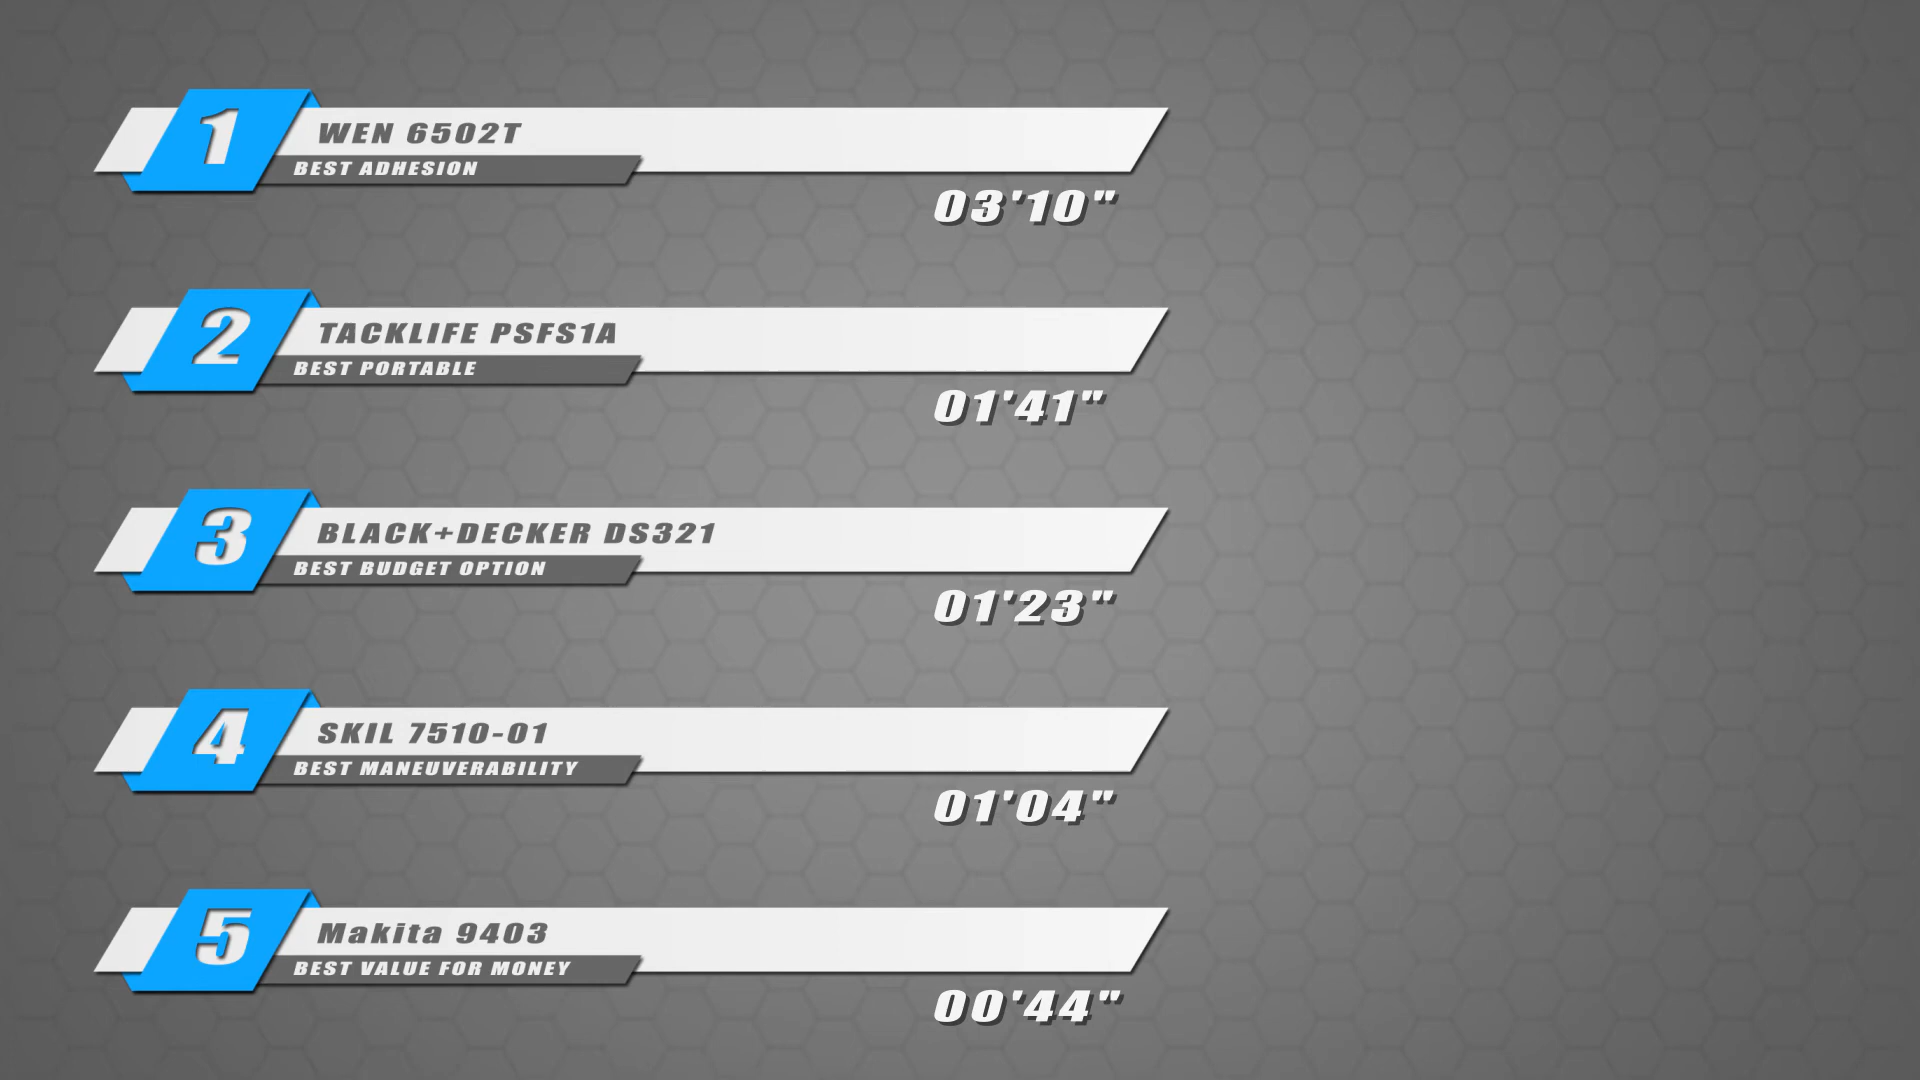 1
WEN 6502T
BEST ADHESION
03'10"
2
TACKLIFE PSFS1A
BEST PORTABLE
01'41"
3
BLACK+DECKER DS321
BEST BUDGET OPTION
01'23"
4
SKIL 7510-01
BEST MANEUVERABILITY
01'04"
5
Makita 9403
BEST VALUE FOR MONEY
00'44"